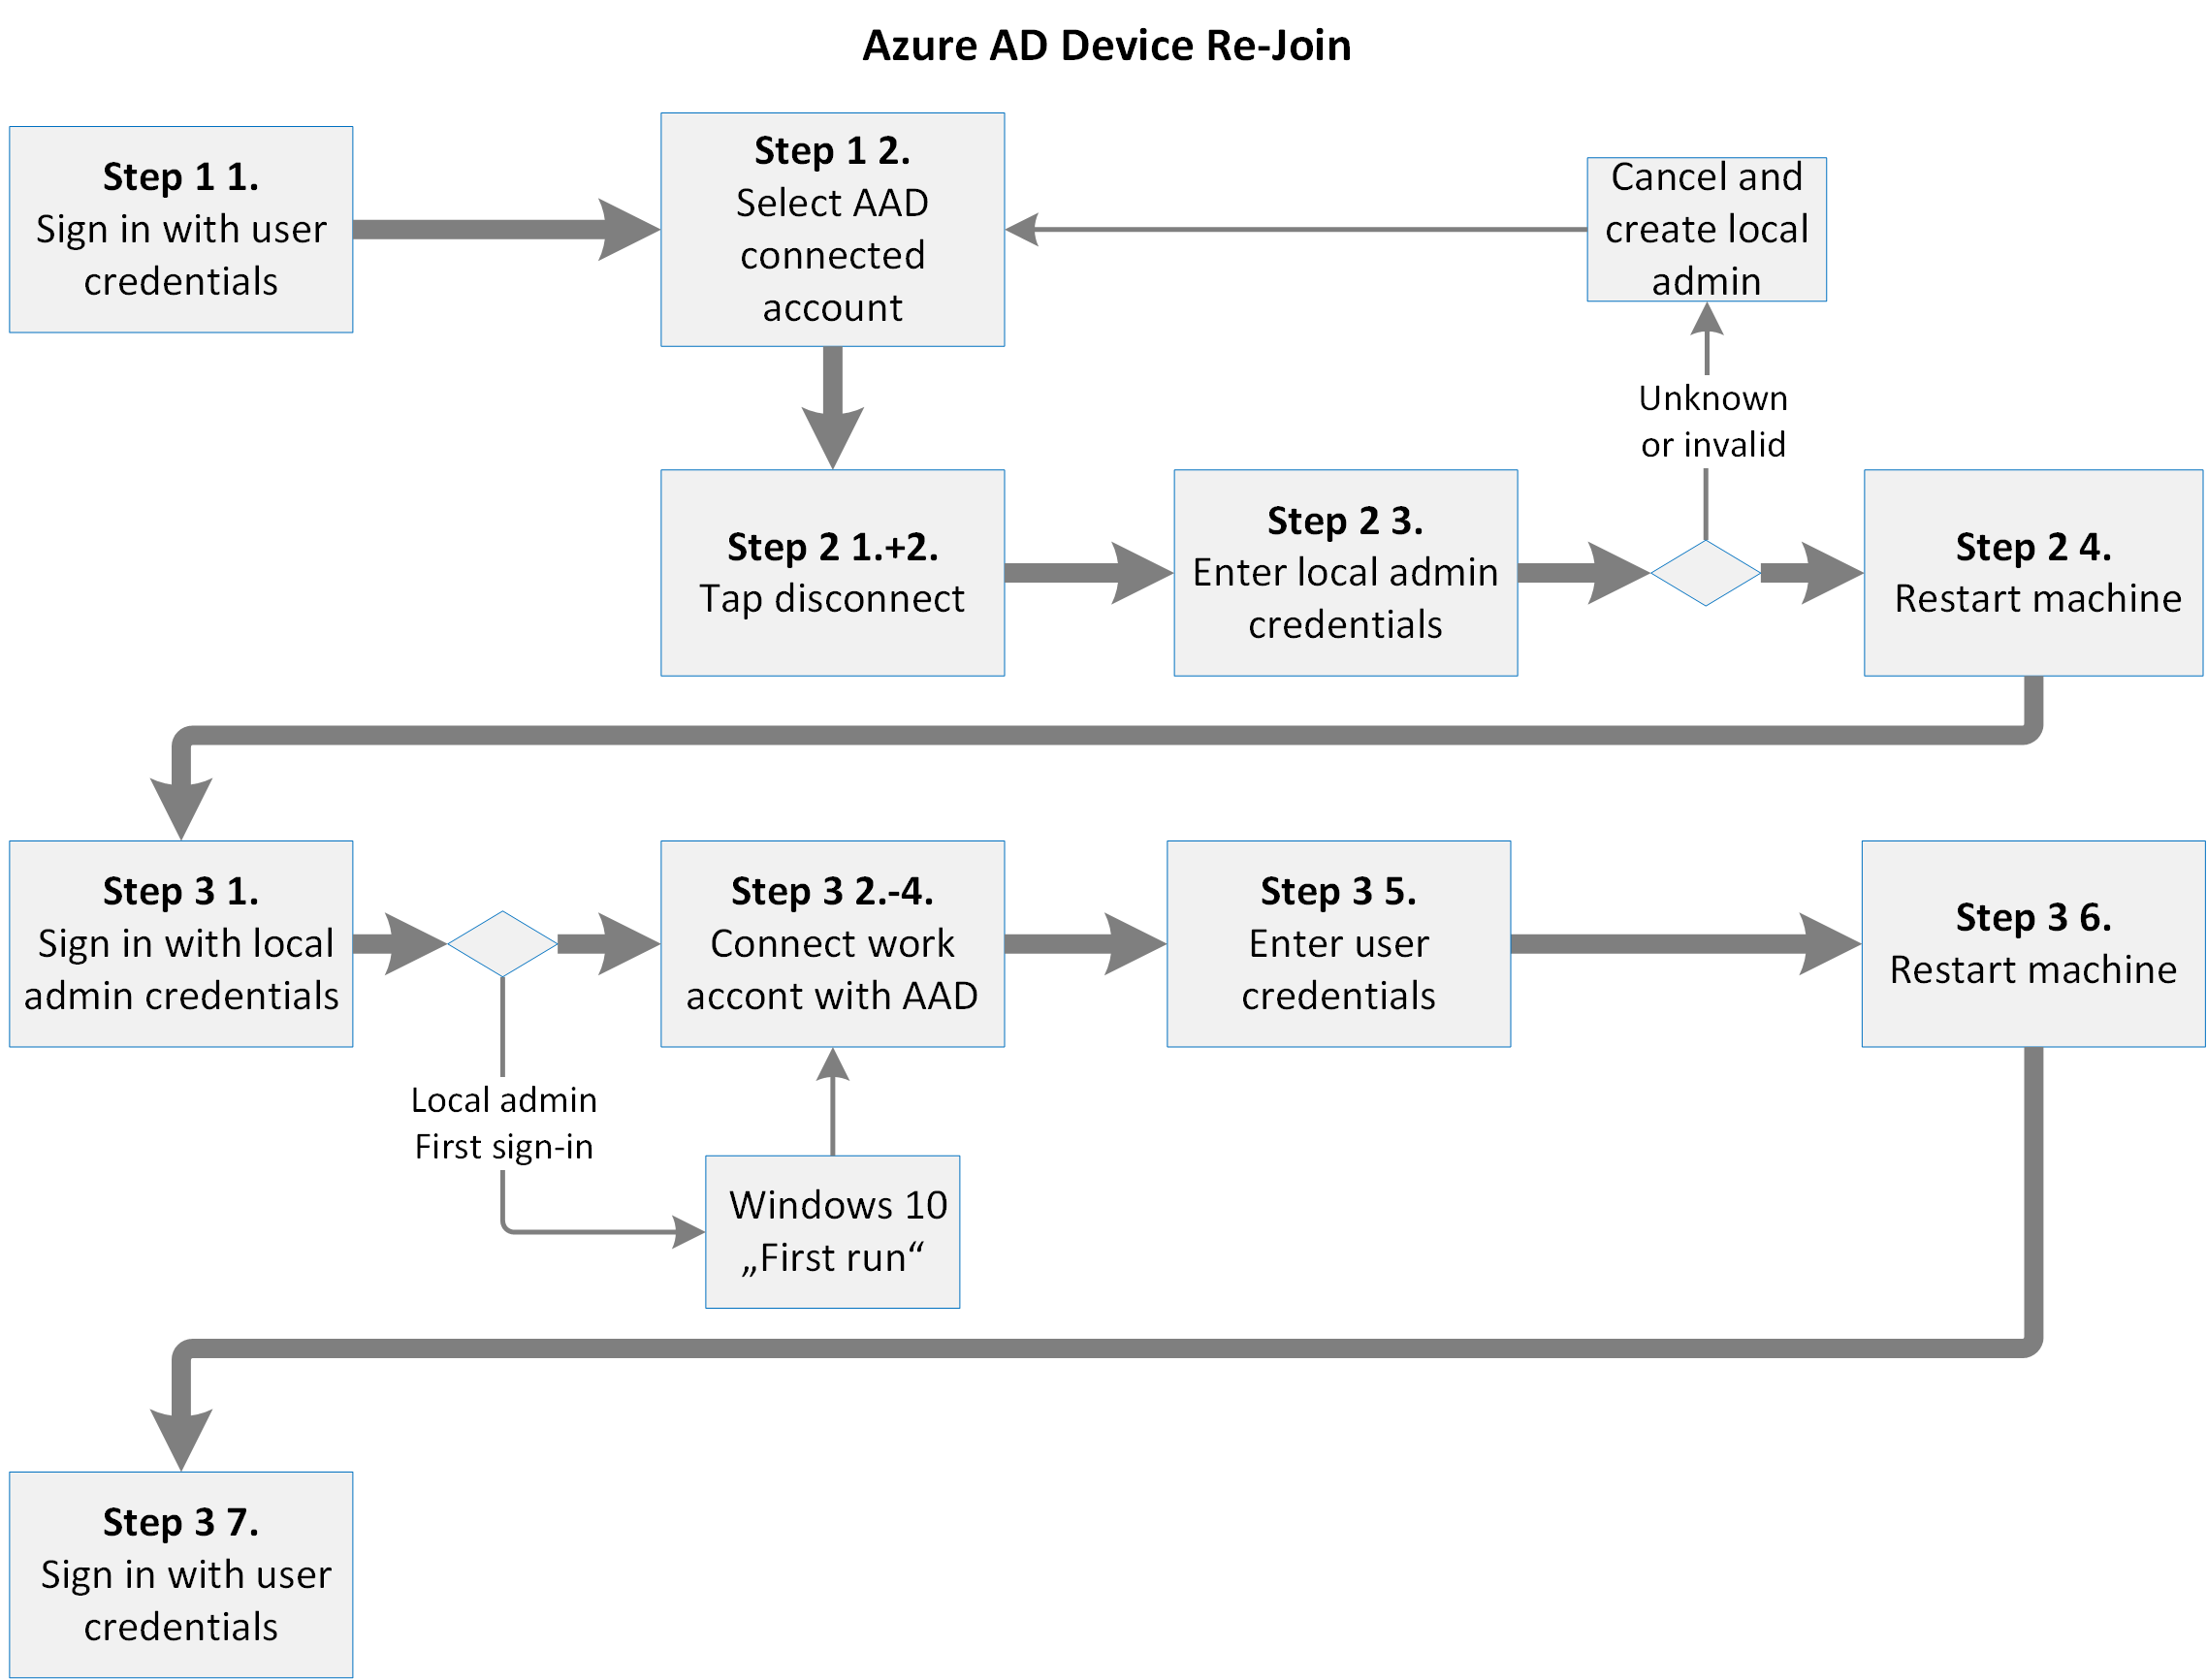 Azure AD Device Re-Join
Step 1 1.
Sign in with user
credentials
Step 1 2.
Select AAD
connected
account
Cancel and
create local
admin
Unknown
or invalid
Step 2 1.+2.
Tap disconnect
Step 2 3.
Enter local admin
credentials
Step 2 4.
Restart machine
Step 3 1.
Sign in with local
admin credentials
Step 3 2.-4.
Connect work
accont with AAD
Step 3 5.
Enter user
credentials
Step 3 6.
Restart machine
Local admin
First sign-in
Windows 10
„First run“
Step 3 7.
Sign in with user
credentials